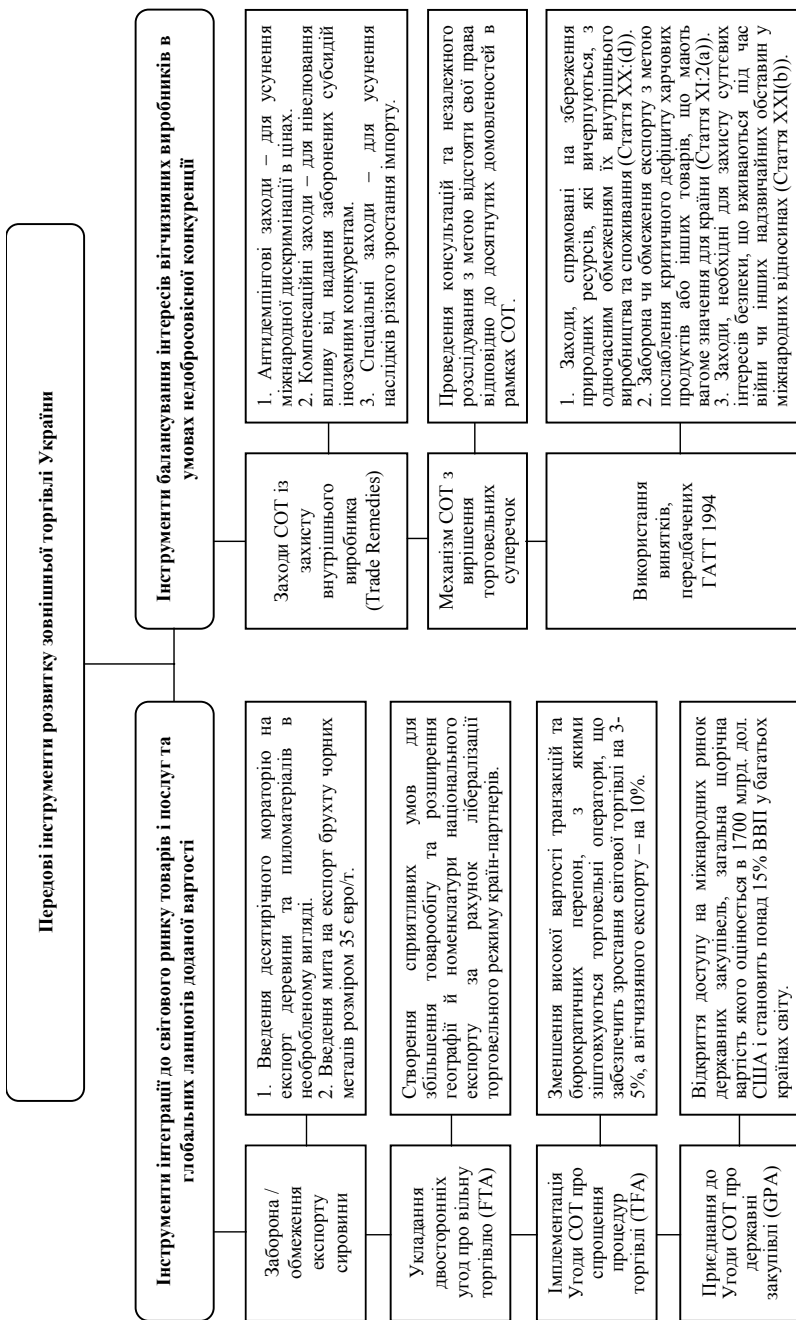 Передові інструменти розвитку зовнішньої торгівлі України
Інструменти інтеграції до світового ринку товарів і послуг та
глобальних ланцюгів доданої вартості
Заборона /
обмеження
експорту
сировини
1. Введення десятирічного мораторію на
експорт деревини та пиломатеріалів в
необробленому вигляді.
2. Введення мита на експорт брухту чорних
металів розміром 35 євро/т.
Укладання
двосторонніх
угод про вільну
торгівлю (FTA)
Створення сприятливих умов для
збільшення товарообігу та розширення
географії й номенклатури національного
експорту за рахунок лібералізації
торговельного режиму країн-партнерів.
Імплементація
Угоди СОТ про
спрощення
процедур
торгівлі (TFA)
Зменшення високої вартості транзакцій та
бюрократичних перепон, з якими
зіштовхуються торговельні оператори, що
забезпечить зростання світової торгівлі на 3-
5%, а вітчизняного експорту – на 10%.
Приєднання до
Угоди СОТ про
державні
закупівлі (GPA)
Відкриття доступу на міжнародних ринок
державних закупівель, загальна щорічна
вартість якого оцінюється в 1700 млрд. дол.
США і становить понад 15% ВВП у багатьох
країнах світу.
Інструменти балансування інтересів вітчизняних виробників в
умовах недобросовісної конкуренції
Заходи СОТ із
захисту
внутрішнього
виробника
(Trade Remedies)
1. Антидемпінгові заходи – для усунення
міжнародної дискримінації в цінах.
2. Компенсаційні заходи – для нівелювання
впливу від надання заборонених субсидій
іноземним конкурентам.
3. Спеціальні заходи – для усунення
наслідків різкого зростання імпорту.
Механізм СОТ з
вирішення
торговельних
суперечок
Проведення консультацій та незалежного
розслідування з метою відстояти свої права
відповідно до досягнутих домовленостей в
рамках СОТ.
Використання
винятків,
передбачених
ГАТТ 1994
1. Заходи, спрямовані на збереження
природних ресурсів, які вичерпуються, з
одночасним обмеженням їх внутрішнього
виробництва та споживання (Стаття ХХ:(d)).
2. Заборона чи обмеження експорту з метою
послаблення критичного дефіциту харчових
продуктів або інших товарів, що мають
вагоме значення для країни (Стаття XI:2(a)).
3. Заходи, необхідні для захисту суттєвих
інтересів безпеки, що вживаються під час
війни чи інших надзвичайних обставин у
міжнародних відносинах (Стаття XXI(b)).